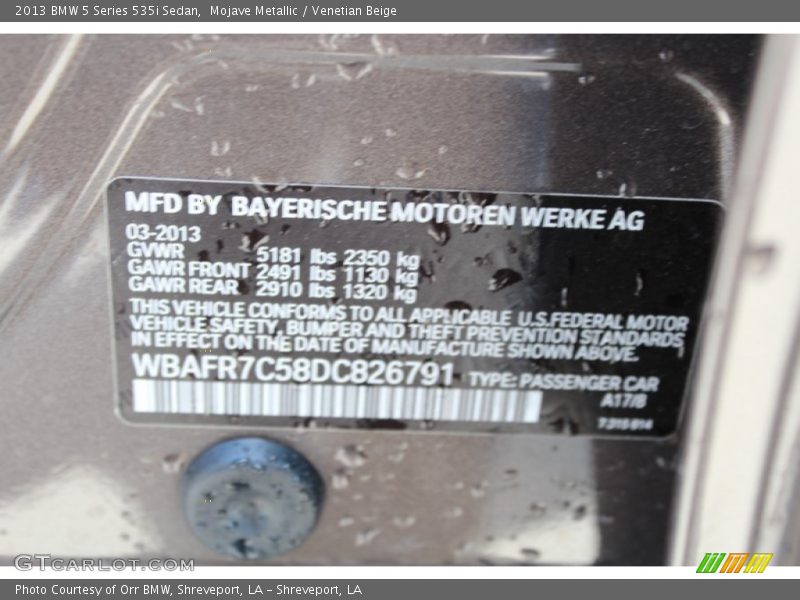 2013 BMW 5 Series 535i Sedan,  Mojave Metallic / Venetian Beige
MFD BY BAYERISCHE MOTOREN WERKE AG
03-2013
GVWR 5181 lbs 2350 kg
GAWR FRONT 2491 lbs 1130 kg
GAWR REAR 2910 lbs 1320 kg
THIS VEHICLE CONFORMS TO ALL APPLICABLE U.S.FEDERAL MOTOR
VEHICLE SAFETY, BUMPER AND THEFT PREVENTION STANDARDS
IN EFFECT ON THE DATE OF MANUFACTURE SHOWN ABOVE.
WBAFR7C58DC826791 TYPE: PASSENGER CAR
A17/8
GTCARLOT.COM
Photo Courtesy of Orr BMW, Shreveport, LA - Shreveport, LA